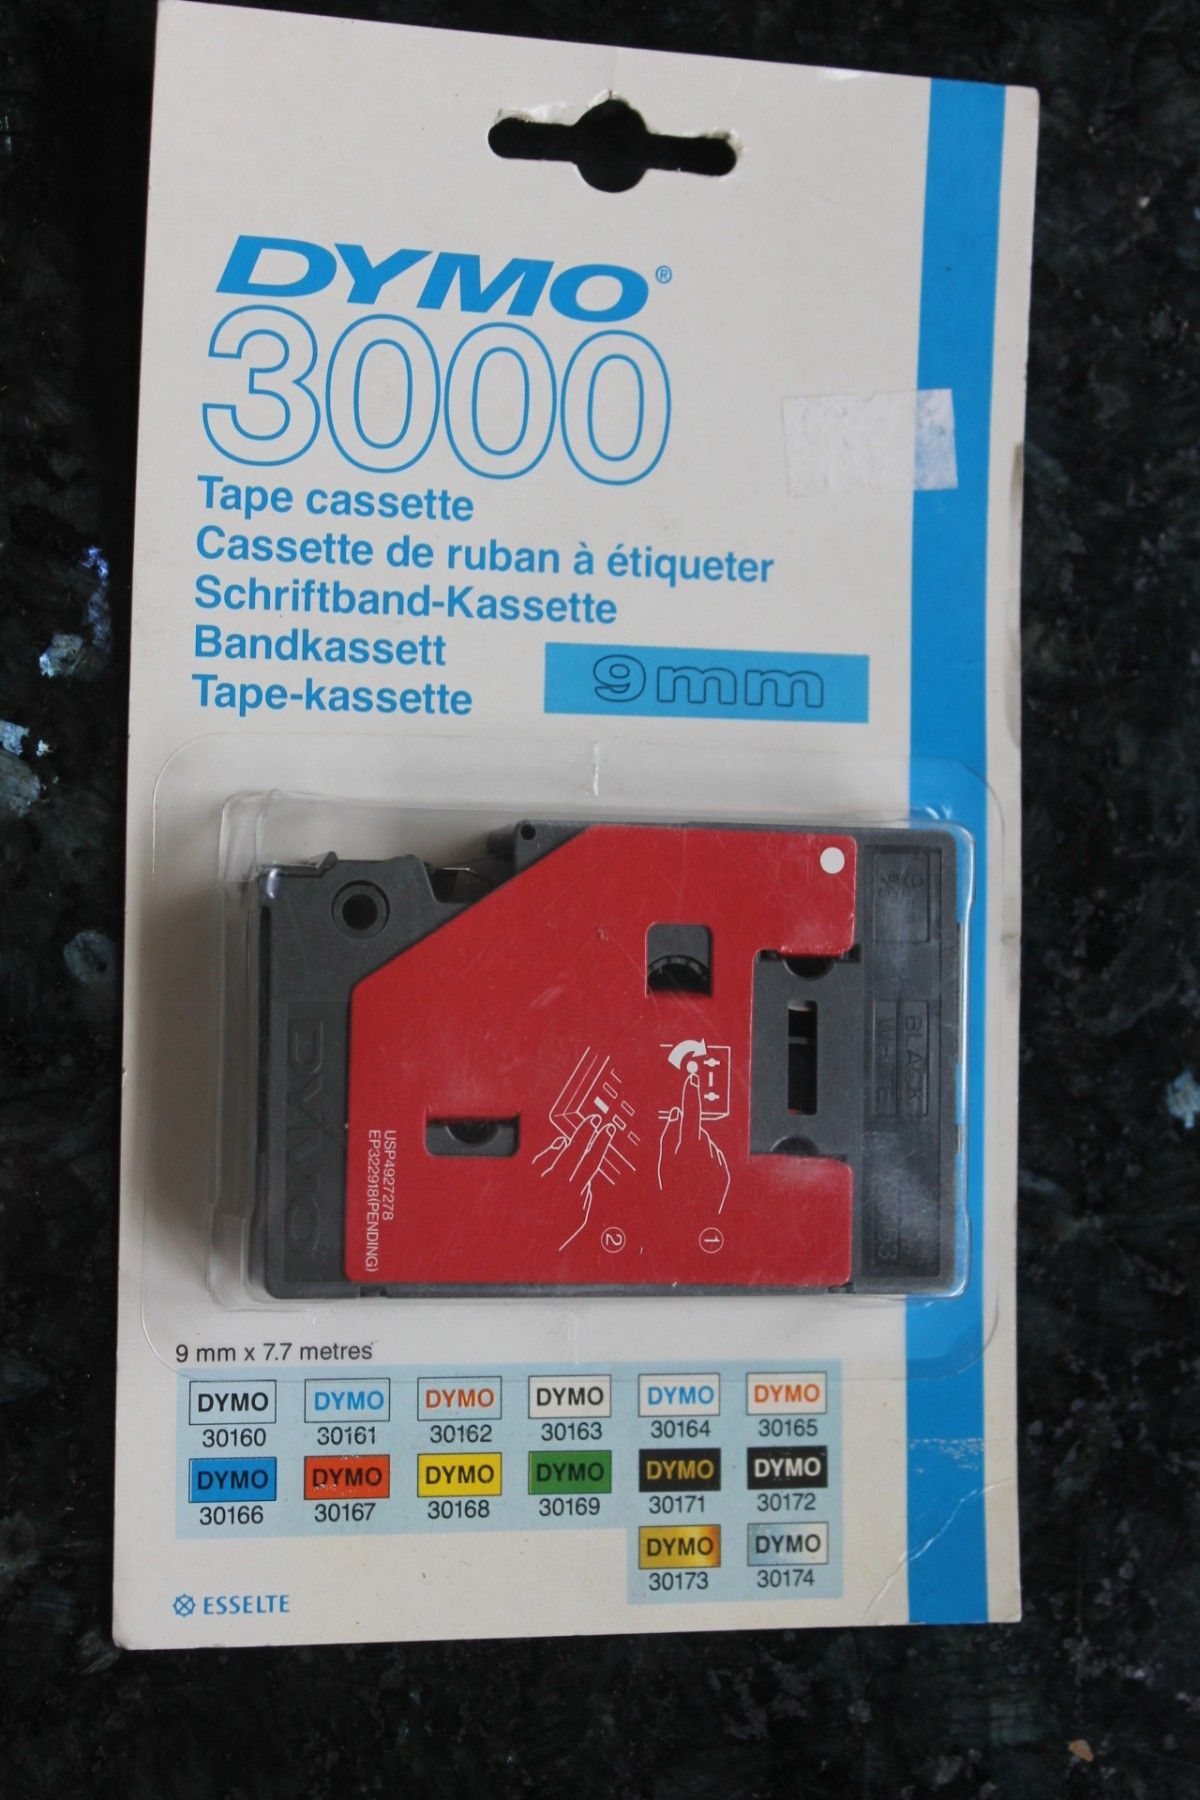 DYMO®
3000
Tape cassette
Cassette de ruban à étiqueter
Schriftband-Kassette
Bandkassett
Tape-kassette
9mm
DYMO
BLACK
WHITE
USP4927278
EP322918(PENDING)
1
2
9 mm x 7.7 metres
DYMO DYMO DYMO DYMO DYMO DYMO
30160 30161 30162 30163 30164 30165
DYMO DYMO DYMO DYMO DYMO DYMO
30166 30167 30168 30169 30171 30172
DYMO DYMO
30173 30174
ESSELTE